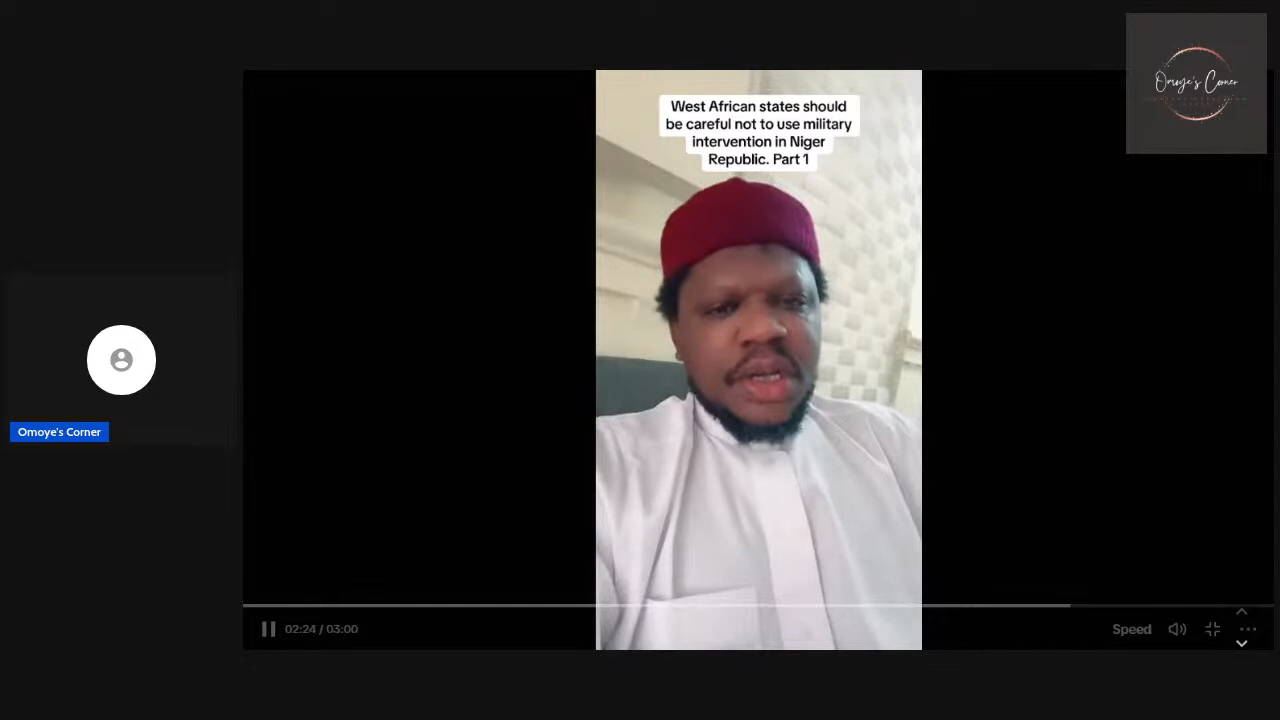 Omoye's Corner
West African states should
be careful not to use military
intervention in Niger
Republic. Part 1
Omoye's Corner
02:24 / 03:00
Speed